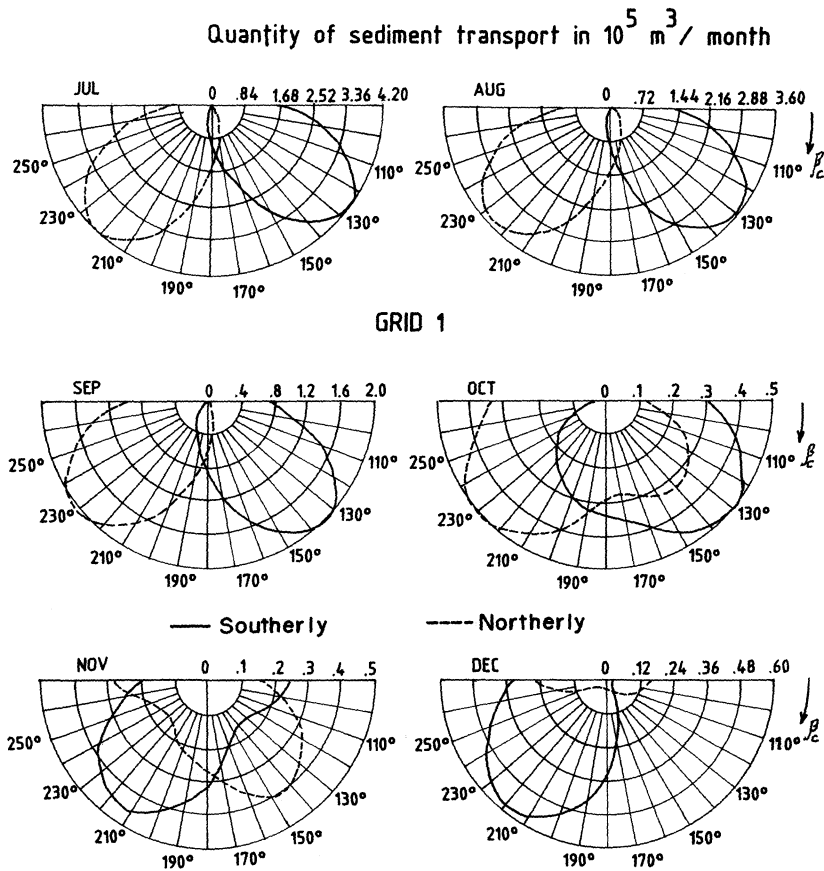 Quantity of sediment transport in 10⁵ m³/ month
JUL 0 .84 1.68 2.52 3.36 4.20
250° 230° 210° 190° 170° 150° 130° 110°
AUG 0 .72 1.44 2.16 2.88 3.60
250° 230° 210° 190° 170° 150° 130° 110°
βc
GRID 1
SEP 0 .4 .8 1.2 1.6 2.0
250° 230° 210° 190° 170° 150° 130° 110°
OCT 0 .1 .2 .3 .4 .5
250° 230° 210° 190° 170° 150° 130° 110°
βc
Southerly Northerly
NOV 0 .1 .2 .3 .4 .5
250° 230° 210° 190° 170° 150° 130° 110°
DEC 0 .12 .24 .36 .48 .60
250° 230° 210° 190° 170° 150° 130° 110°
βc